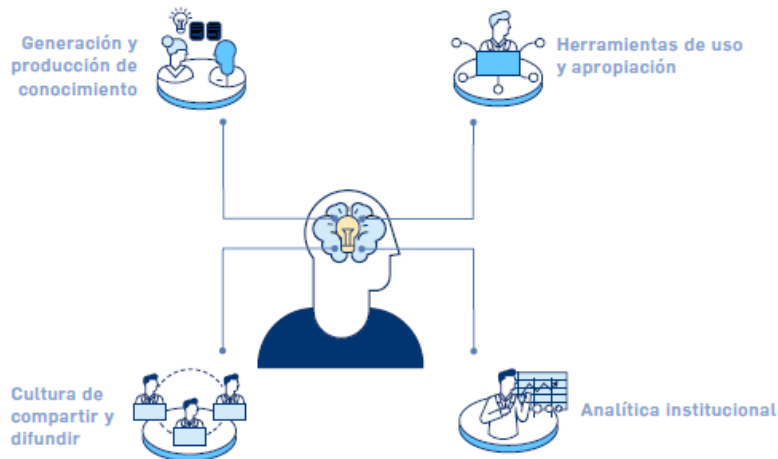 Generación y
producción de
conocimiento
Herramientas de uso
y apropiación
Cultura de
compartir y
difundir
Analítica institucional